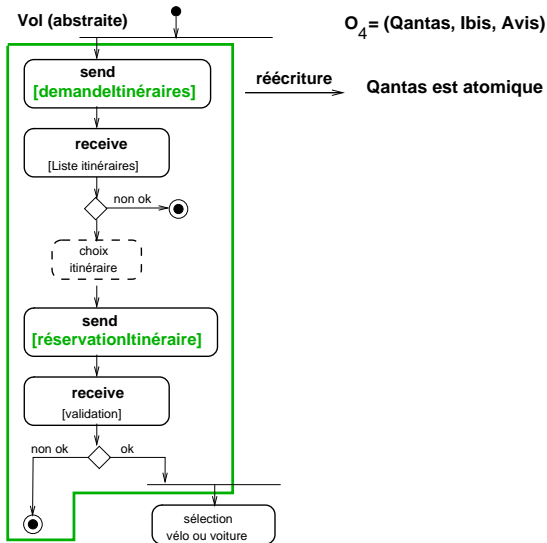 Vol (abstraite)
O4 = (Qantas, Ibis, Avis)
send
[demandeItinéraires]
réécriture
Qantas est atomique
receive
[Liste itinéraires]
non ok
choix
itinéraire
send
[réservationItinéraire]
receive
[validation]
non ok
ok
sélection
vélo ou voiture